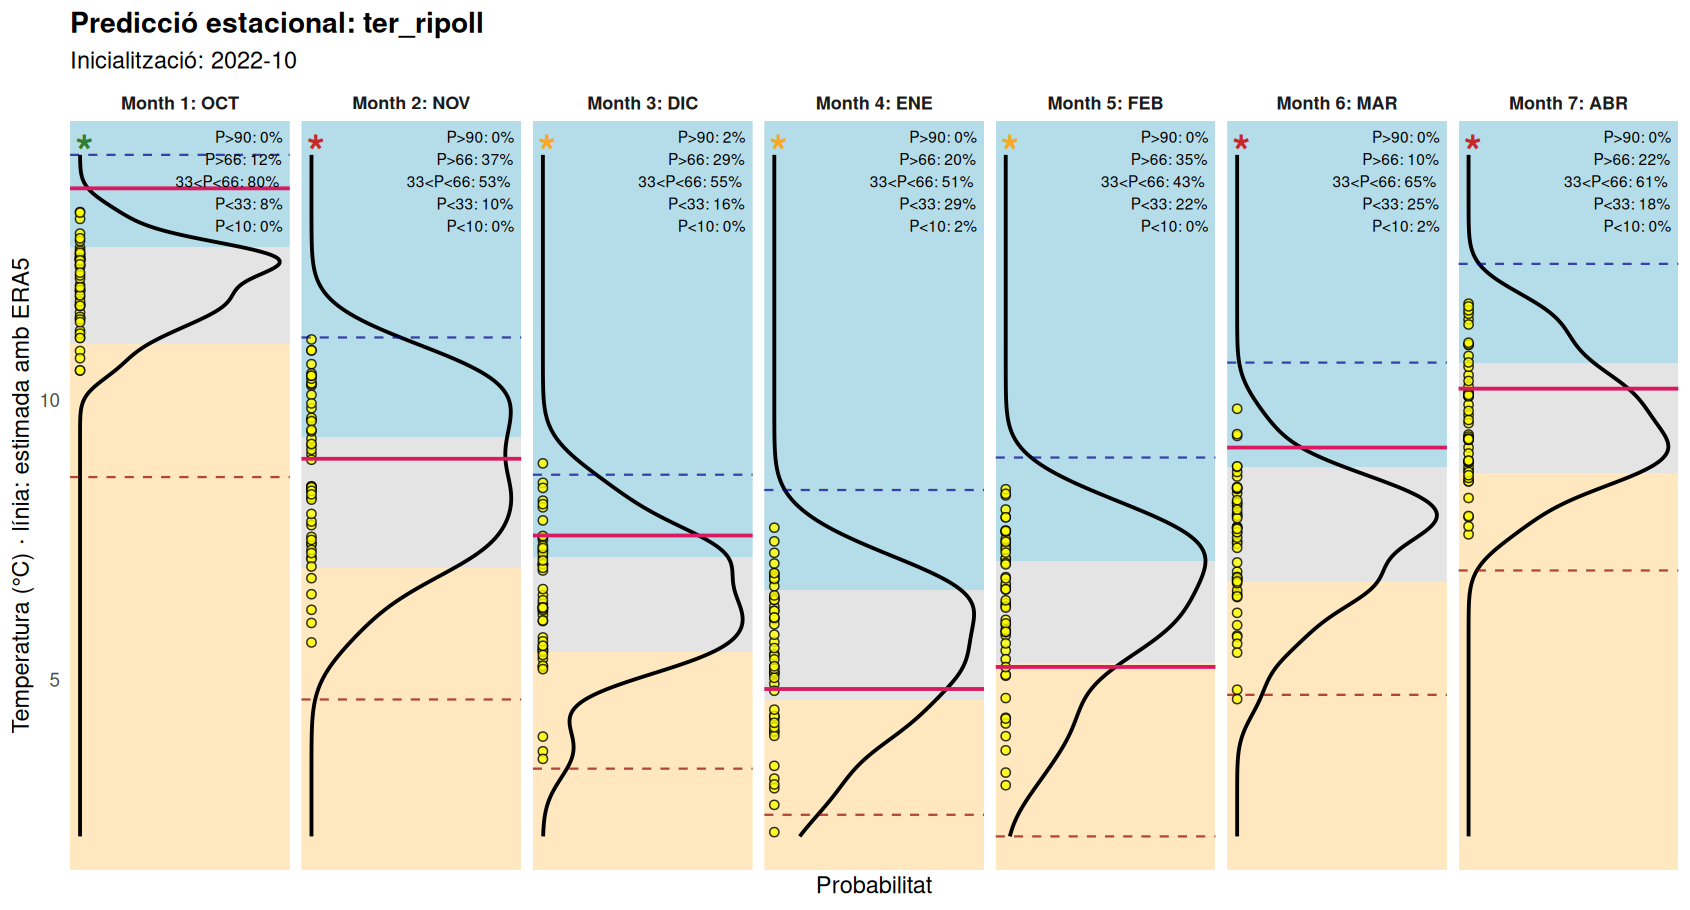 Predicció estacional: ter_ripoll
Inicialització: 2022-10
Month 1: OCT
Month 2: NOV
Month 3: DIC
Month 4: ENE
Month 5: FEB
Month 6: MAR
Month 7: ABR
*
P>90: 0%
P>66: 12%
33<P<66: 80%
P<33: 8%
P<10: 0%
*
P>90: 0%
P>66: 37%
33<P<66: 53%
P<33: 10%
P<10: 0%
*
P>90: 2%
P>66: 29%
33<P<66: 55%
P<33: 16%
P<10: 0%
*
P>90: 0%
P>66: 20%
33<P<66: 51%
P<33: 29%
P<10: 2%
*
P>90: 0%
P>66: 35%
33<P<66: 43%
P<33: 22%
P<10: 0%
*
P>90: 0%
P>66: 10%
33<P<66: 65%
P<33: 25%
P<10: 2%
*
P>90: 0%
P>66: 22%
33<P<66: 61%
P<33: 18%
P<10: 0%
10
5
Temperatura (°C) · línia: estimada amb ERA5
Probabilitat